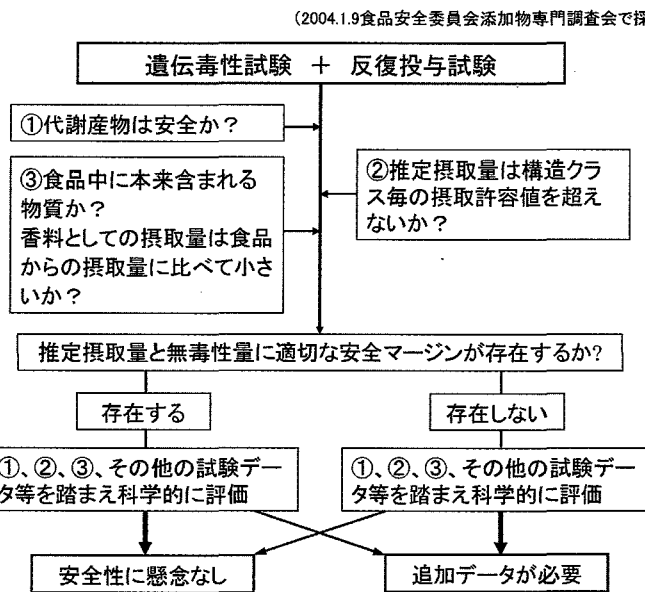 (2004.1.9食品安全委員会添加物専門調査会で採
遺伝毒性試験 + 反復投与試験
①代謝産物は安全か？
②推定摂取量は構造クラ
ス毎の摂取許容値を超え
ないか？
③食品中に本来含まれる
物質か？
香料としての摂取量は食品
からの摂取量に比べて小さ
いか？
推定摂取量と無毒性量に適切な安全マージンが存在するか?
存在する
存在しない
①、②、③、その他の試験デー
タ等を踏まえ科学的に評価
①、②、③、その他の試験デー
タ等を踏まえ科学的に評価
安全性に懸念なし
追加データが必要